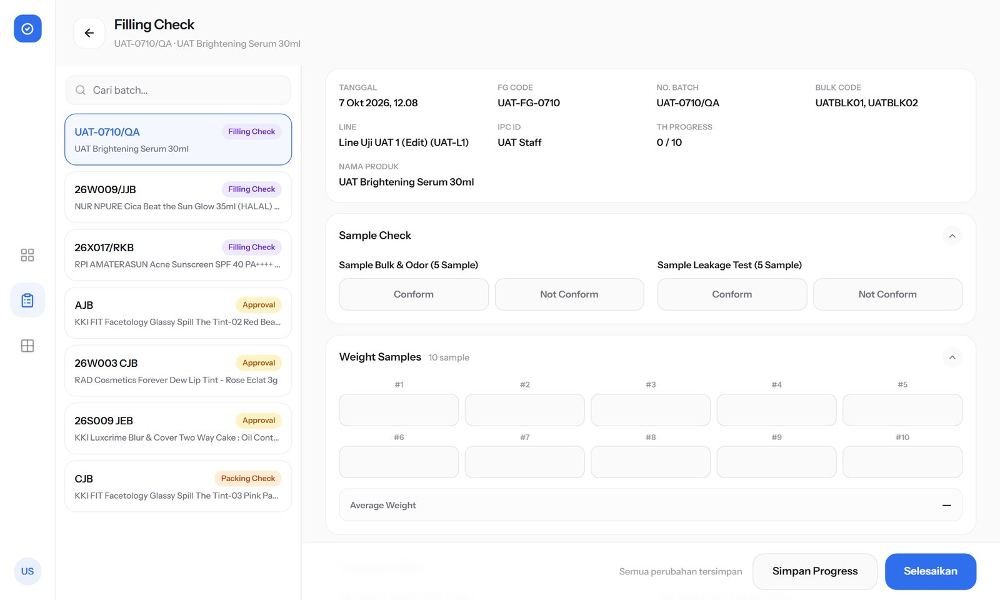 Filling Check
UAT-0710/QA · UAT Brightening Serum 30ml
Cari batch...
UAT-0710/QA
Filling Check
UAT Brightening Serum 30ml
26W009/JJB
Filling Check
NUR NPURE Cica Beat the Sun Glow 35ml (HALAL) ...
26X017/RKB
Filling Check
RPI AMATERASUN Acne Sunscreen SPF 40 PA++++ ...
AJB
Approval
KKI FIT Facetology Glassy Spill The Tint-02 Red Bea...
26W003 CJB
Approval
RAD Cosmetics Forever Dew Lip Tint - Rose Eclat 3g
26S009 JEB
Approval
KKI Luxcrime Blur & Cover Two Way Cake : Oil Cont...
CJB
Packing Check
KKI FIT Facetology Glassy Spill The Tint-03 Pink Pa...
US
TANGGAL
7 Okt 2026, 12.08
FG CODE
UAT-FG-0710
NO. BATCH
UAT-0710/QA
BULK CODE
UATBLK01, UATBLK02
LINE
Line Uji UAT 1 (Edit) (UAT-L1)
IPC ID
UAT Staff
TH PROGRESS
0 / 10
NAMA PRODUK
UAT Brightening Serum 30ml
Sample Check
Sample Bulk & Odor (5 Sample)
Conform
Not Conform
Sample Leakage Test (5 Sample)
Conform
Not Conform
Weight Samples
10 sample
#1
#2
#3
#4
#5
#6
#7
#8
#9
#10
Average Weight
—
Semua perubahan tersimpan
Simpan Progress
Selesaikan